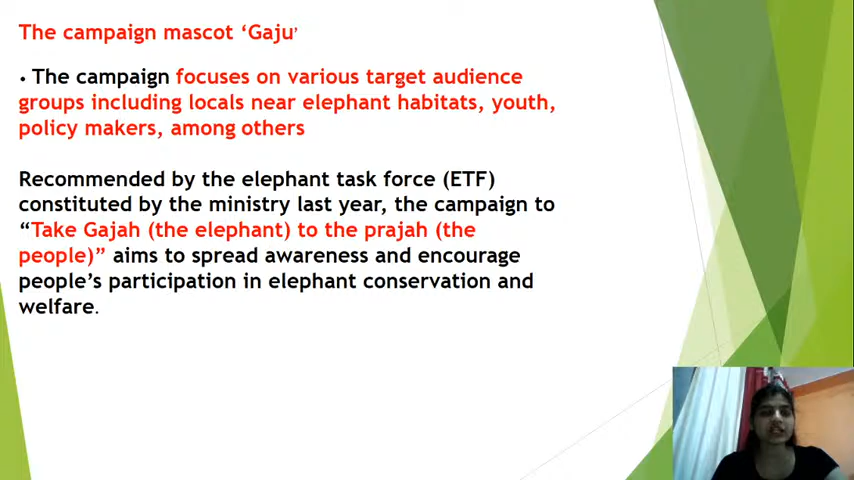 The campaign mascot ‘Gaju’
• The campaign focuses on various target audience
groups including locals near elephant habitats, youth,
policy makers, among others
Recommended by the elephant task force (ETF)
constituted by the ministry last year, the campaign to
“Take Gajah (the elephant) to the prajah (the
people)” aims to spread awareness and encourage
people’s participation in elephant conservation and
welfare.